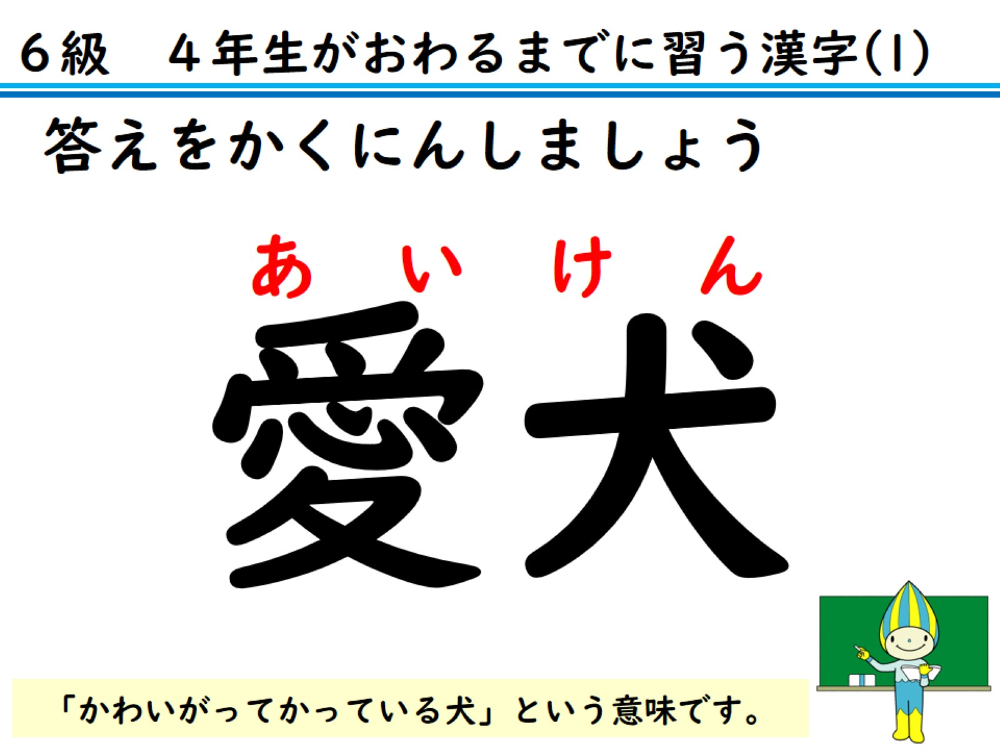 ６級　４年生がおわるまでに習う漢字(1)
答えをかくにんしましょう
あいけん
愛犬
「かわいがってかっている犬」という意味です。